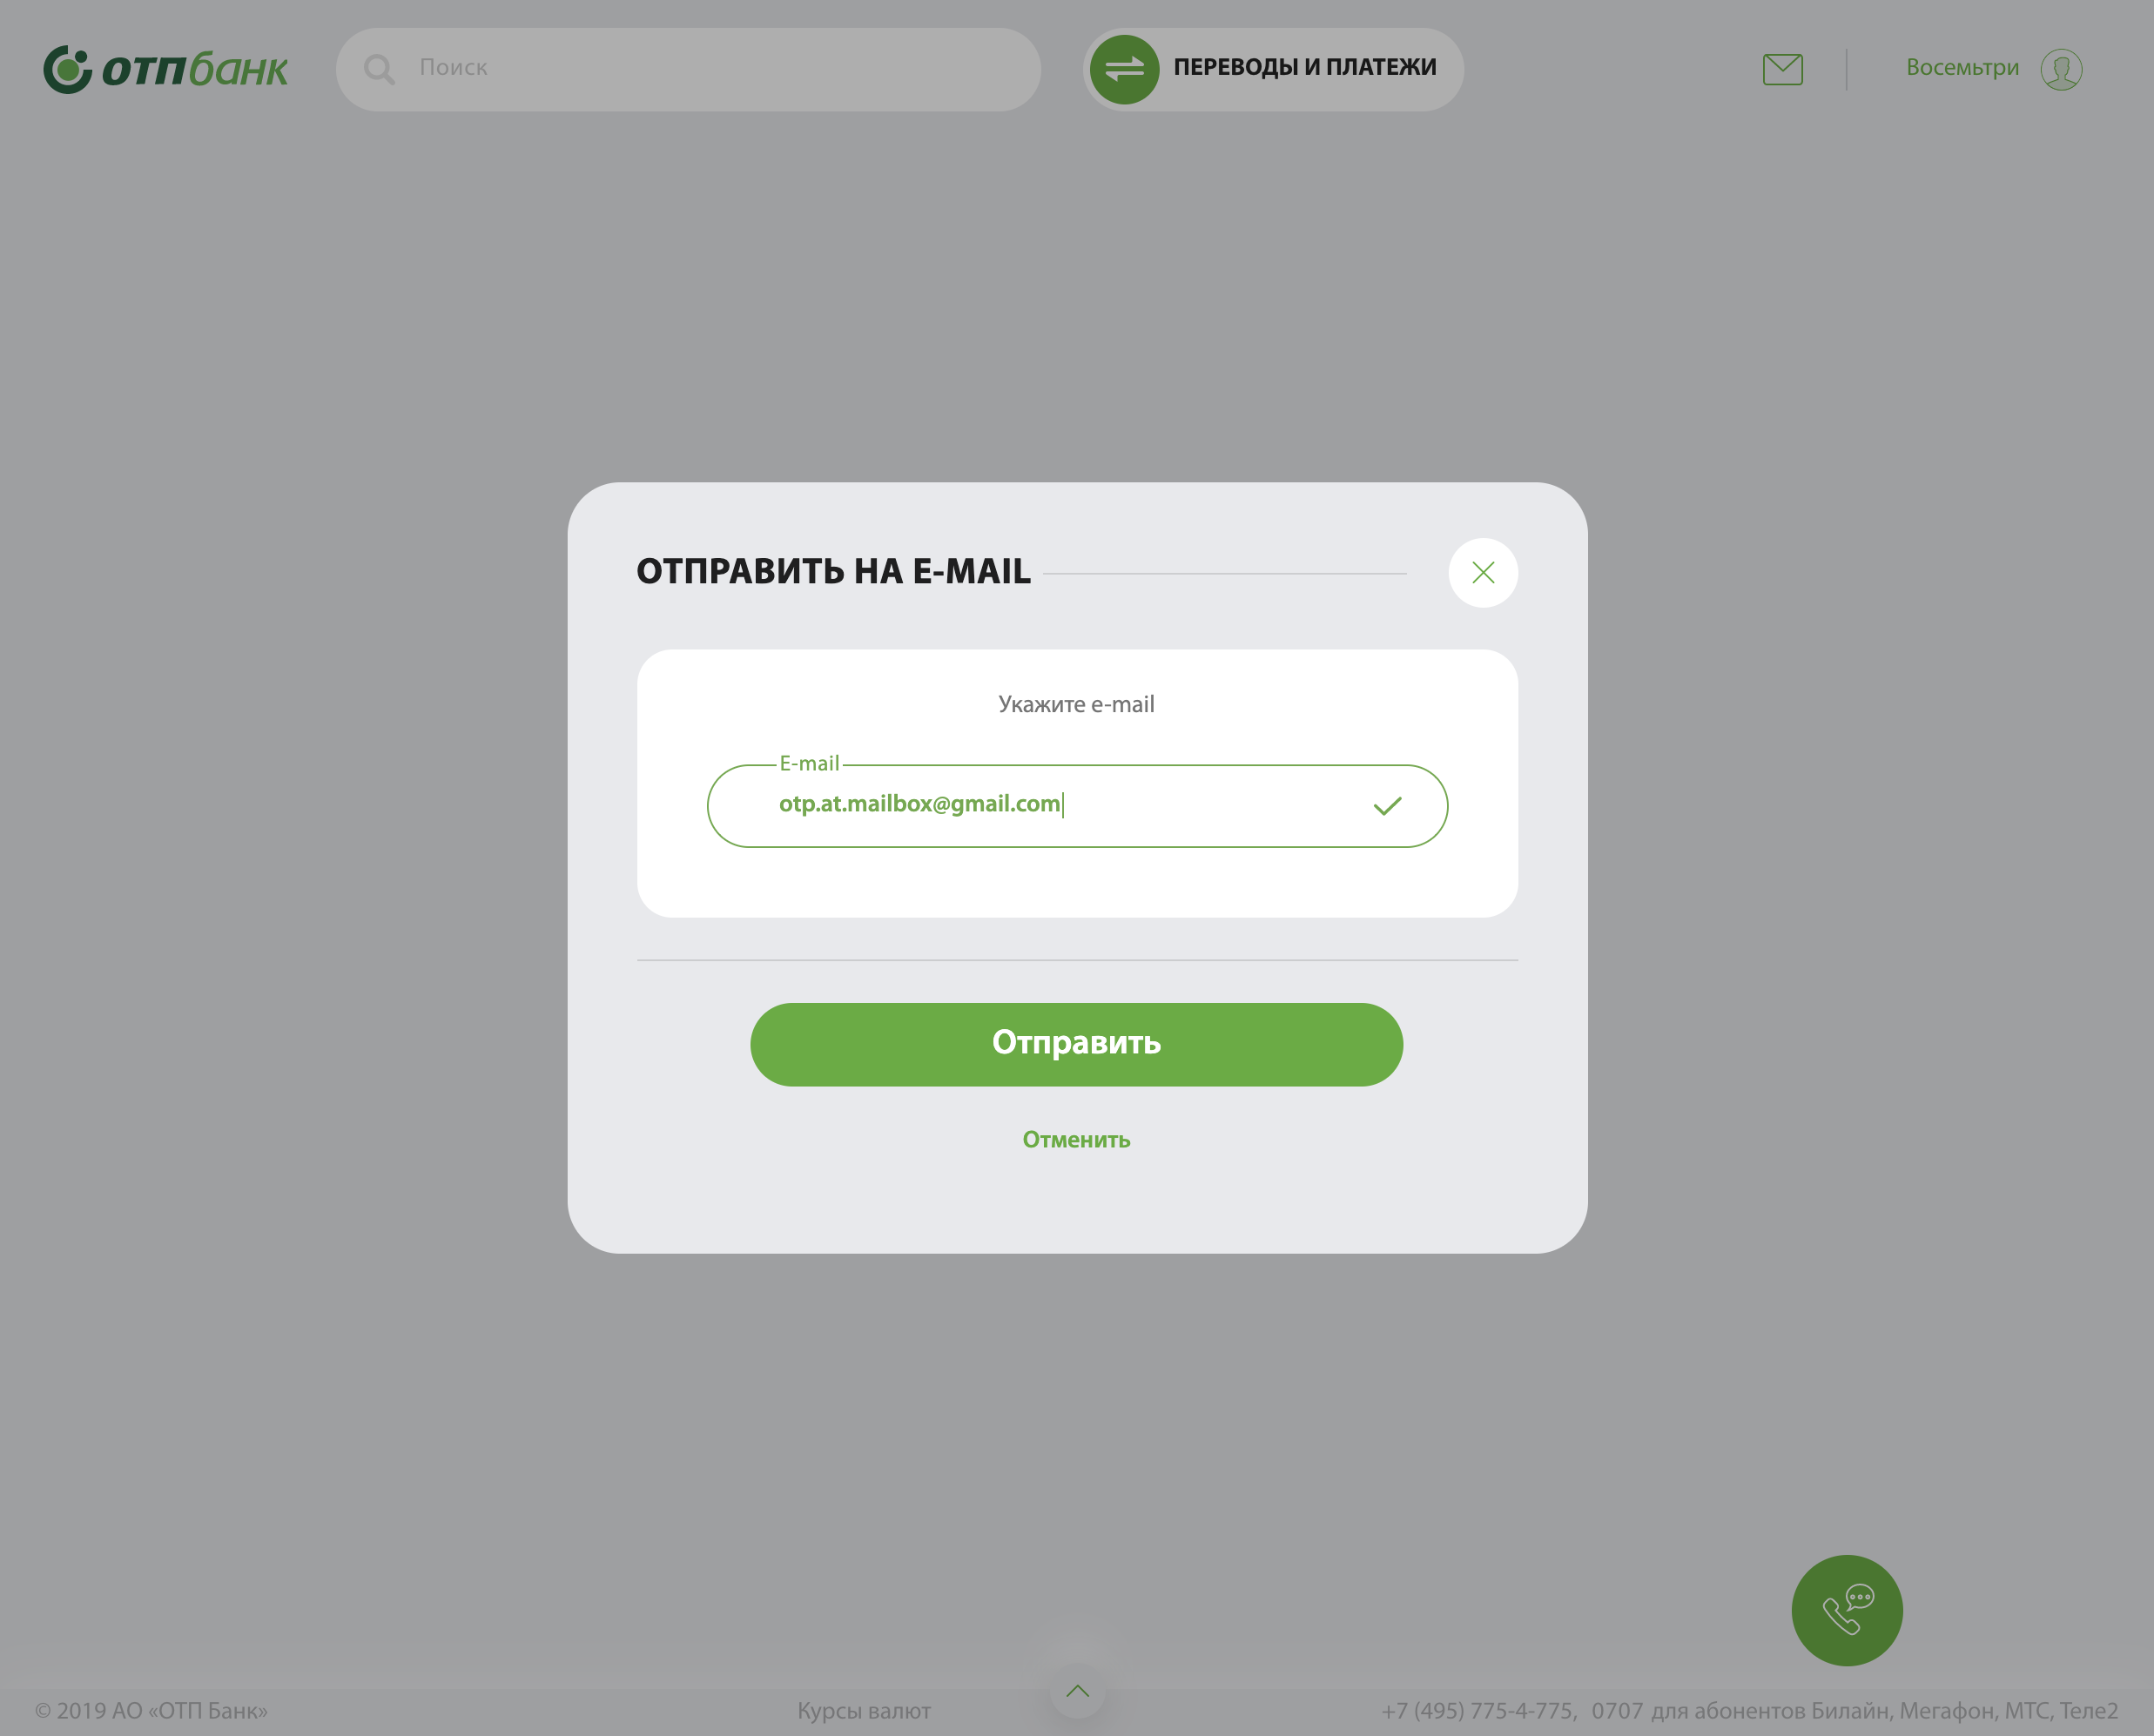 отпбанк
Поиск
ПЕРЕВОДЫ И ПЛАТЕЖИ
Восемьтри
ОТПРАВИТЬ НА E-MAIL
Укажите e-mail
E-mail
otp.at.mailbox@gmail.com
Отправить
Отменить
© 2019 АО «ОТП Банк»
Курсы валют
+7 (495) 775-4-775, 0707 для абонентов Билайн, Мегафон, МТС, Теле2